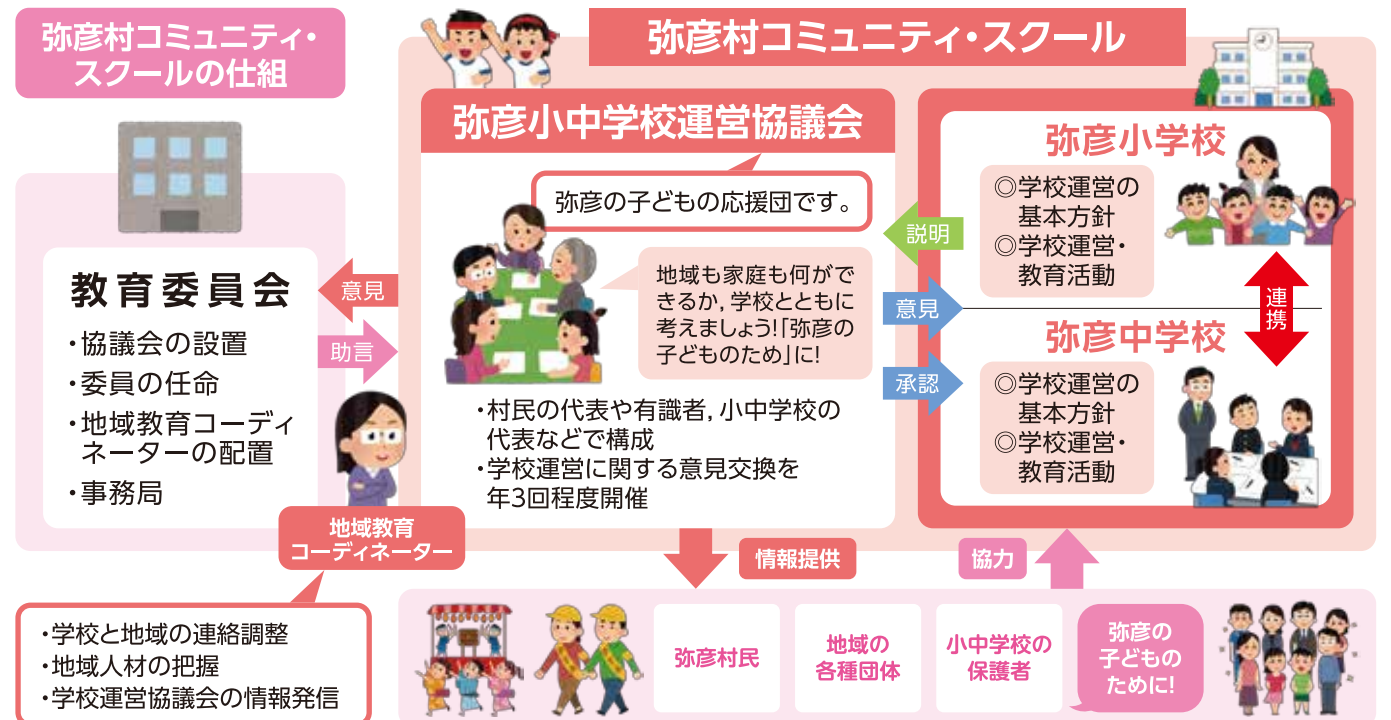 弥彦村コミュニティ・
スクールの仕組
教育委員会
・協議会の設置
・委員の任命
・地域教育コーディ
ネーターの配置
・事務局
意見
助言
地域教育
コーディネーター
・学校と地域の連絡調整
・地域人材の把握
・学校運営協議会の情報発信
弥彦村コミュニティ・スクール
弥彦小中学校運営協議会
弥彦の子どもの応援団です。
地域も家庭も何がで
きるか，学校とともに
考えましょう！「弥彦の
子どものため」に！
・村民の代表や有識者，小中学校の
代表などで構成
・学校運営に関する意見交換を
年3回程度開催
説明
意見
承認
弥彦小学校
◎学校運営の
基本方針
◎学校運営・
教育活動
連携
弥彦中学校
◎学校運営の
基本方針
◎学校運営・
教育活動
情報提供
協力
弥彦村民
地域の
各種団体
小中学校の
保護者
弥彦の
子どもの
ために！